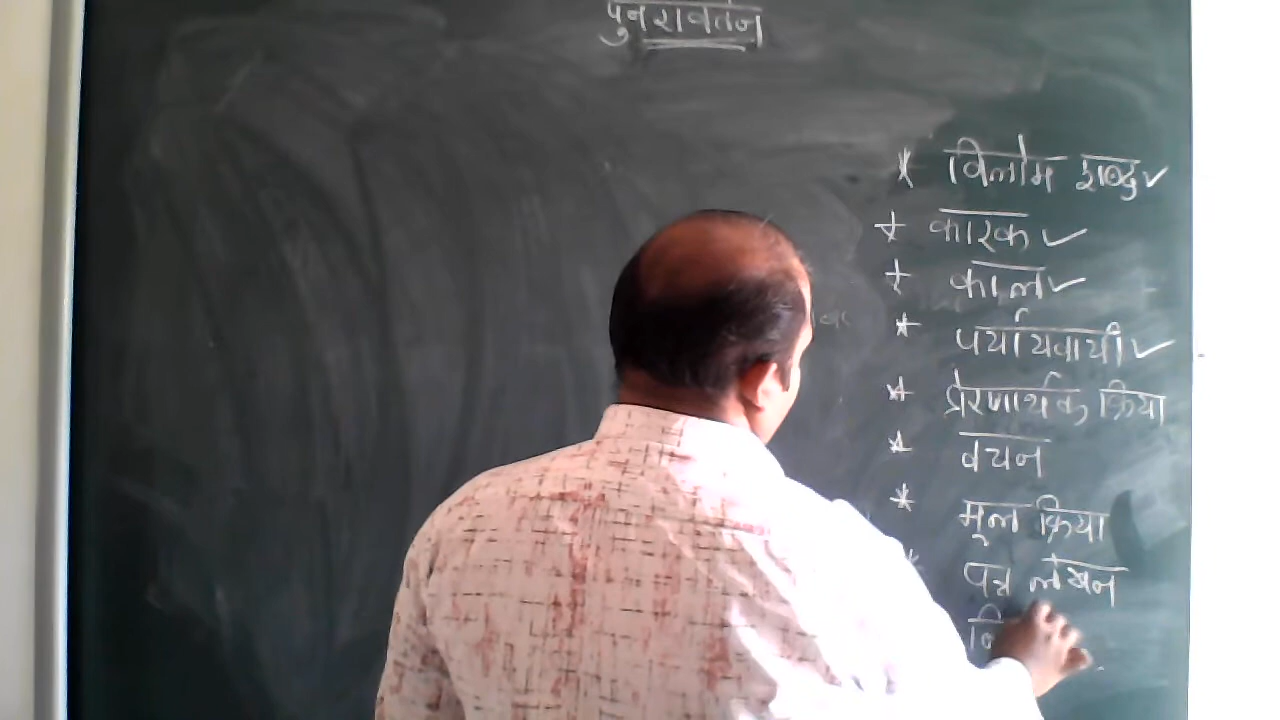 पुनरावर्तन
* विलोम शब्द ✓
* कारक ✓
* काल ✓
* पर्यायवाची ✓
* प्रेरणार्थक क्रिया
* वचन
* मूल क्रिया
* पत्र लेखन